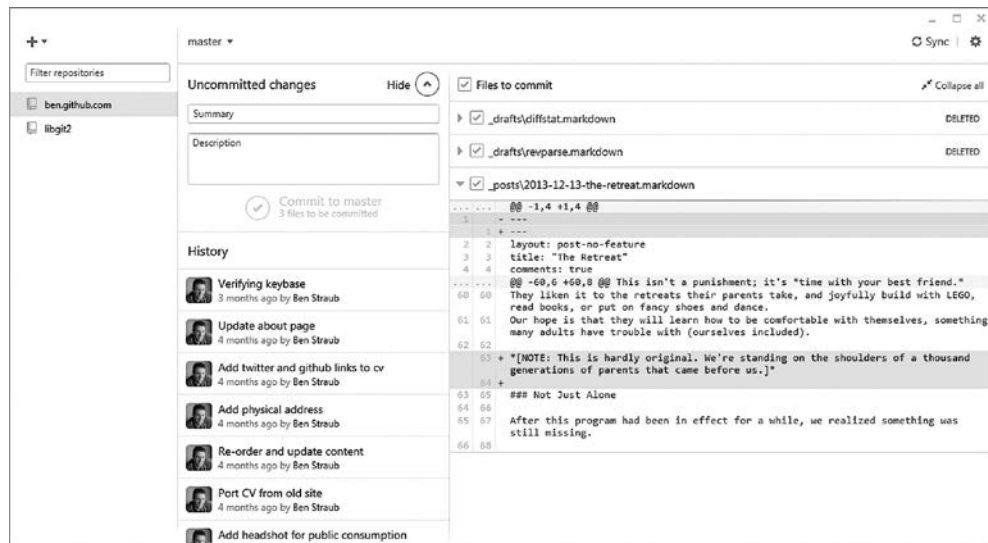 master
Sync
Filter repositories
ben.github.com
libgit2
Uncommitted changes
Hide
Summary
Description
Commit to master
3 files to be committed
History
Verifying keybase
3 months ago by Ben Straub
Update about page
4 months ago by Ben Straub
Add twitter and github links to cv
4 months ago by Ben Straub
Add physical address
4 months ago by Ben Straub
Re-order and update content
4 months ago by Ben Straub
Port CV from old site
4 months ago by Ben Straub
Add headshot for public consumption
Files to commit
Collapse all
_drafts\diffstat.markdown DELETED
_drafts\revparse.markdown DELETED
_posts\2013-12-13-the-retreat.markdown
... ... @@ -1,4 +1,4 @@
1 - ---
1 + ---
2 2 layout: post-no-feature
3 3 title: "The Retreat"
4 4 comments: true
... ... @@ -60,6 +60,8 @@ This isn't a punishment; it's *time with your best friend.*
60 60 They liken it to the retreats their parents take, and joyfully build with LEGO,
read books, or put on fancy shoes and dance.
61 61 Our hope is that they will learn how to be comfortable with themselves, something
many adults have trouble with (ourselves included).
62 62
63 + *[NOTE: This is hardly original. We're standing on the shoulders of a thousand
generations of parents that came before us.]*
64 +
63 65 ### Not Just Alone
64 66
65 67 After this program had been in effect for a while, we realized something was
still missing.
66 68